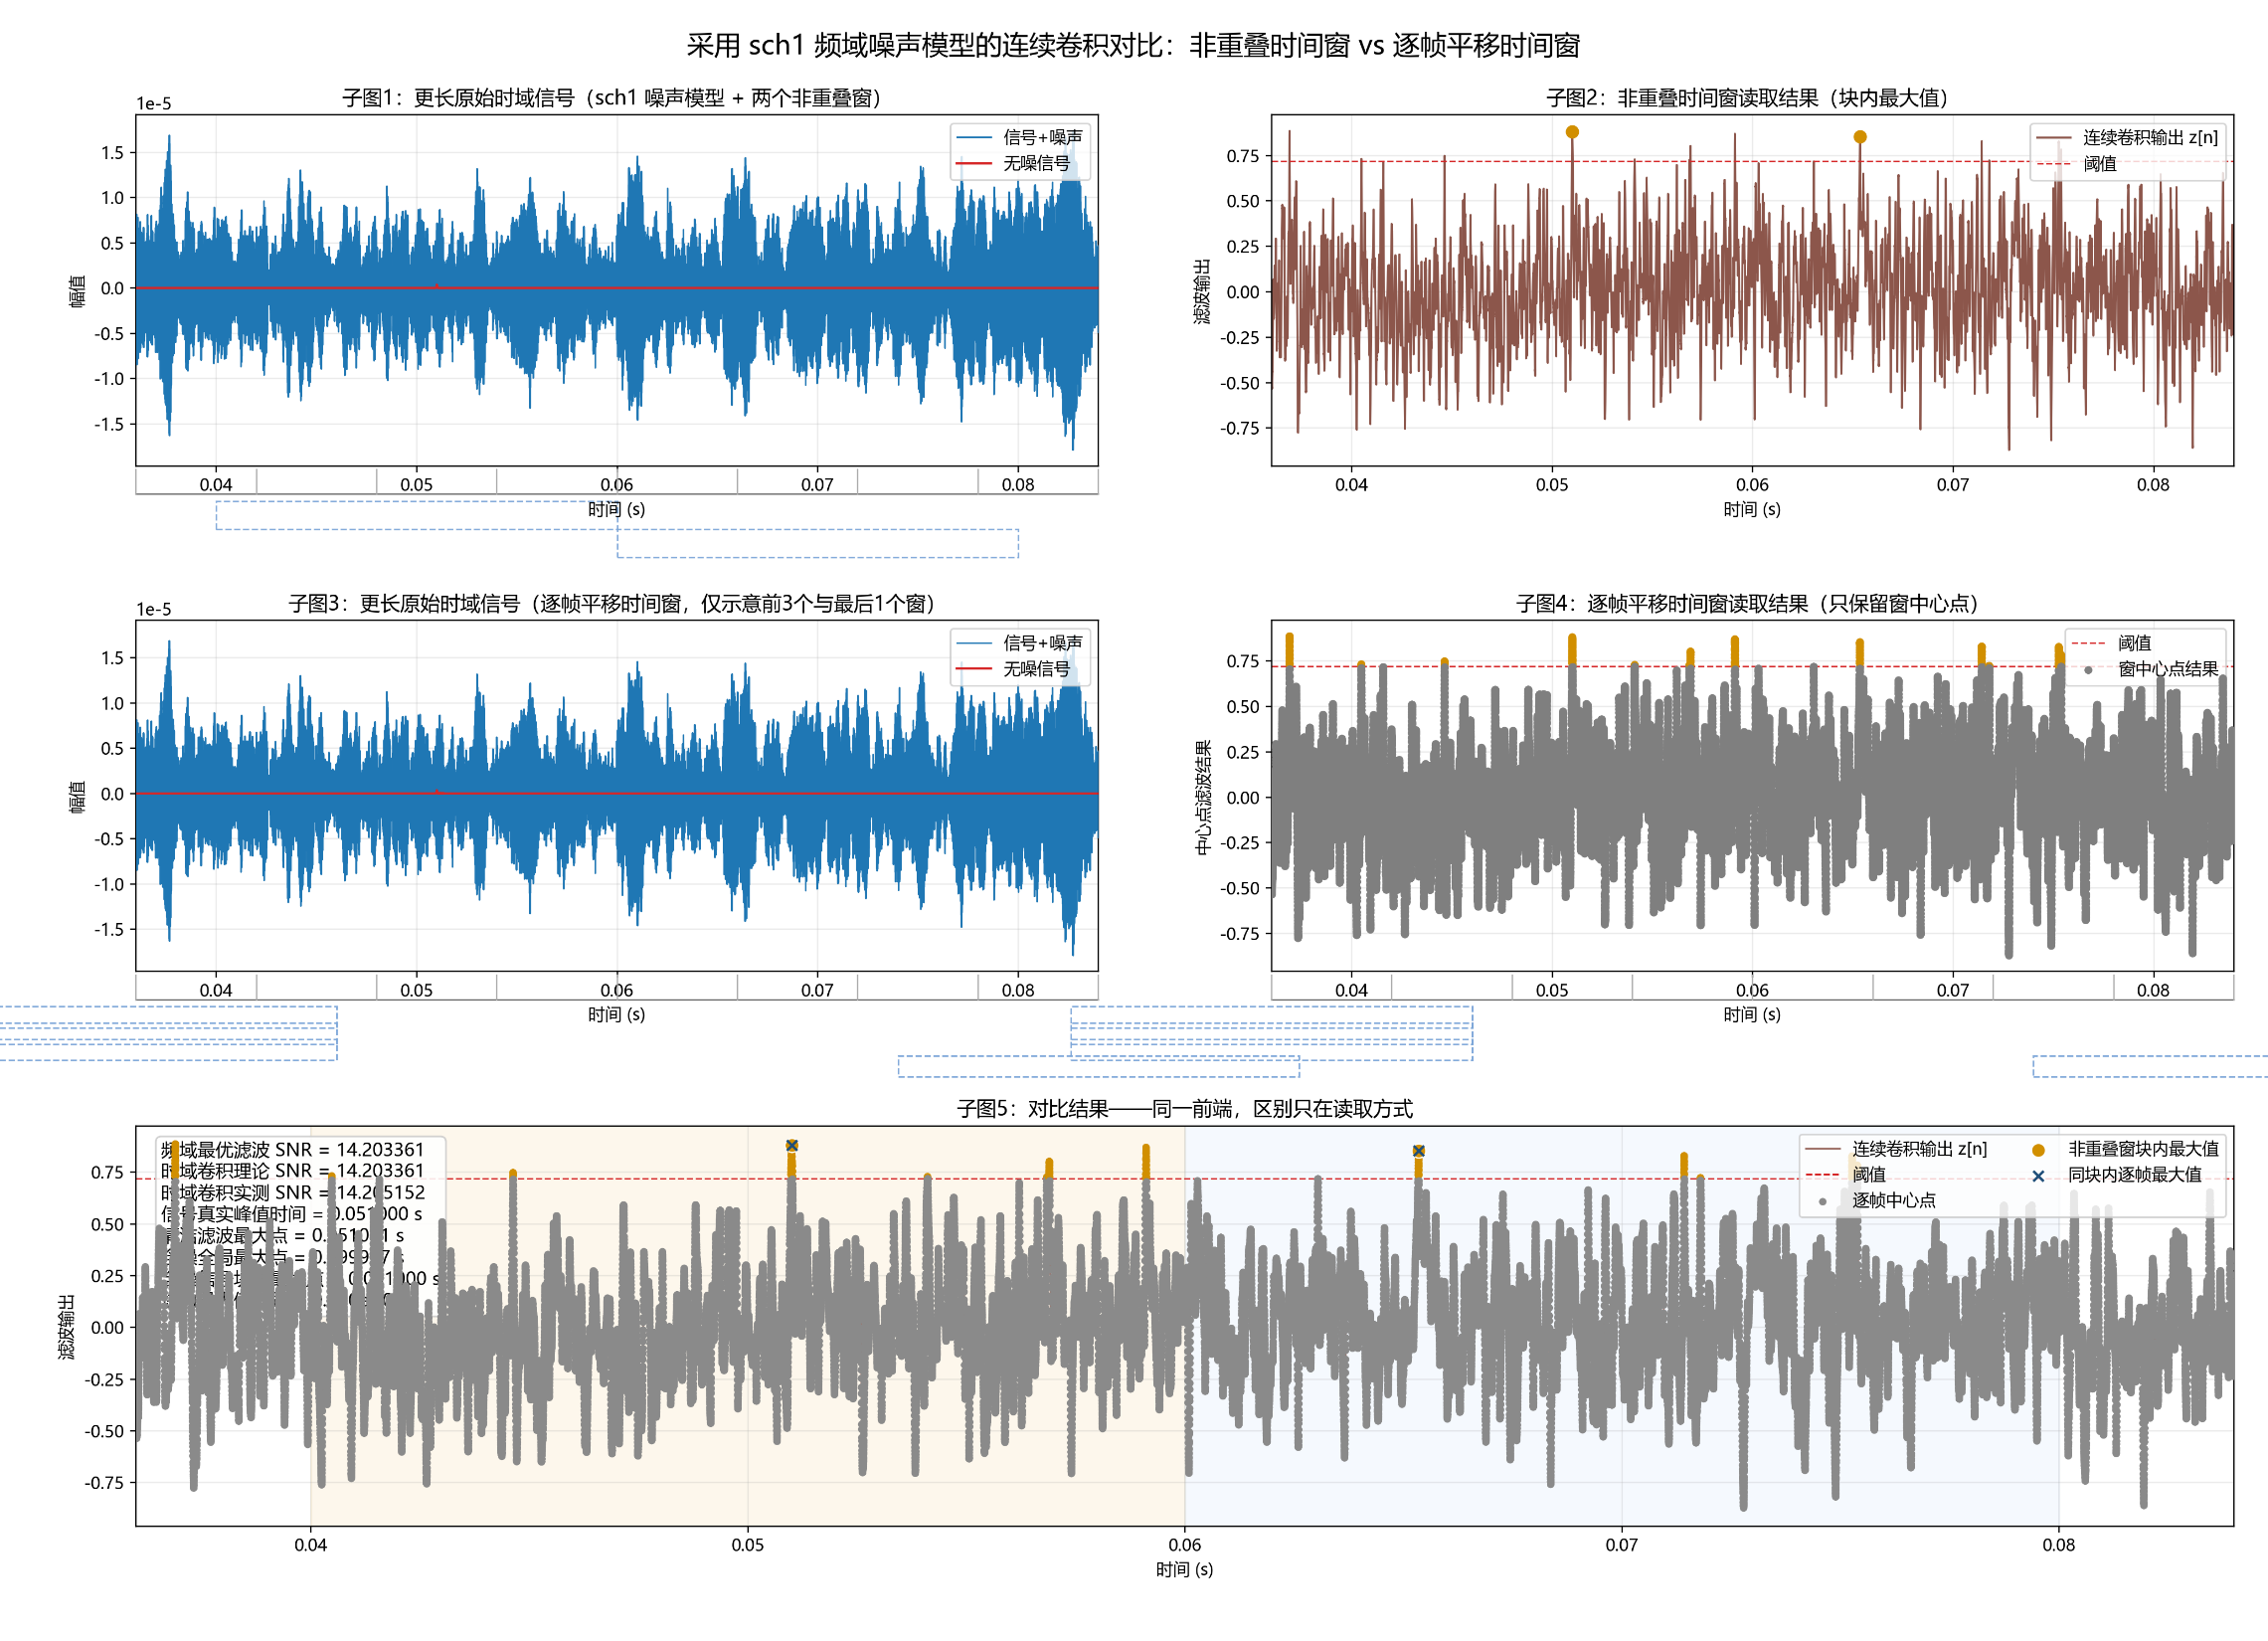 采用 sch1 频域噪声模型的连续卷积对比：非重叠时间窗 vs 逐帧平移时间窗
子图1：更长原始时域信号（sch1 噪声模型 + 两个非重叠窗）
1e-5
信号+噪声
无噪信号
1.5
1.0
0.5
0.0
-0.5
-1.0
-1.5
幅值
0.04 0.05 0.06 0.07 0.08
时间 (s)
子图2：非重叠时间窗读取结果（块内最大值）
连续卷积输出 z[n]
阈值
0.75
0.50
0.25
0.00
-0.25
-0.50
-0.75
滤波输出
0.04 0.05 0.06 0.07 0.08
时间 (s)
子图3：更长原始时域信号（逐帧平移时间窗，仅示意前3个与最后1个窗）
1e-5
信号+噪声
无噪信号
1.5
1.0
0.5
0.0
-0.5
-1.0
-1.5
幅值
0.04 0.05 0.06 0.07 0.08
时间 (s)
子图4：逐帧平移时间窗读取结果（只保留窗中心点）
阈值
窗中心点结果
0.75
0.50
0.25
0.00
-0.25
-0.50
-0.75
中心点滤波结果
0.04 0.05 0.06 0.07 0.08
时间 (s)
子图5：对比结果——同一前端，区别只在读取方式
频域最优滤波 SNR = 14.203361
时域卷积理论 SNR = 14.203361
时域卷积实测 SNR = 14.205152
信号真实峰值时间 = 0.051000 s
滤波最大点 = s
全局最大点 =
连续卷积输出 z[n]
阈值
逐帧中心点
非重叠窗块内最大值
同块内逐帧最大值
0.75
0.50
0.25
0.00
-0.25
-0.50
-0.75
滤波输出
0.04 0.05 0.06 0.07 0.08
时间 (s)